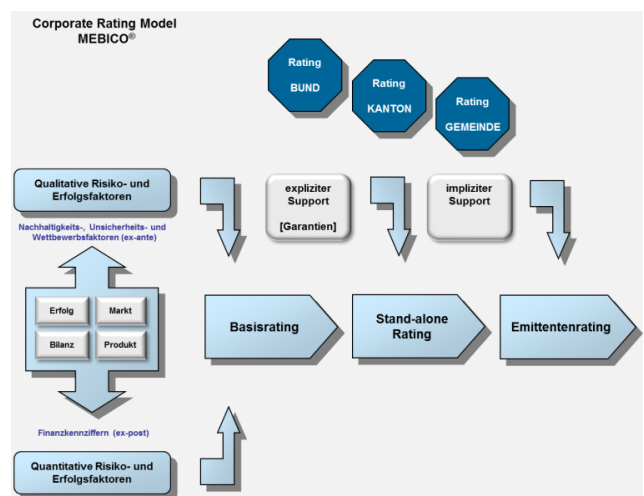 Corporate Rating Model
MEBICO®
Rating
BUND
Rating
KANTON
Rating
GEMEINDE
Qualitative Risiko- und
Erfolgsfaktoren
expliziter
Support
[Garantien]
impliziter
Support
Nachhaltigkeits-, Unsicherheits- und
Wettbewerbsfaktoren (ex-ante)
Erfolg
Markt
Bilanz
Produkt
Basisrating
Stand-alone
Rating
Emittentenrating
Finanzkennziffern (ex-post)
Quantitative Risiko- und
Erfolgsfaktoren